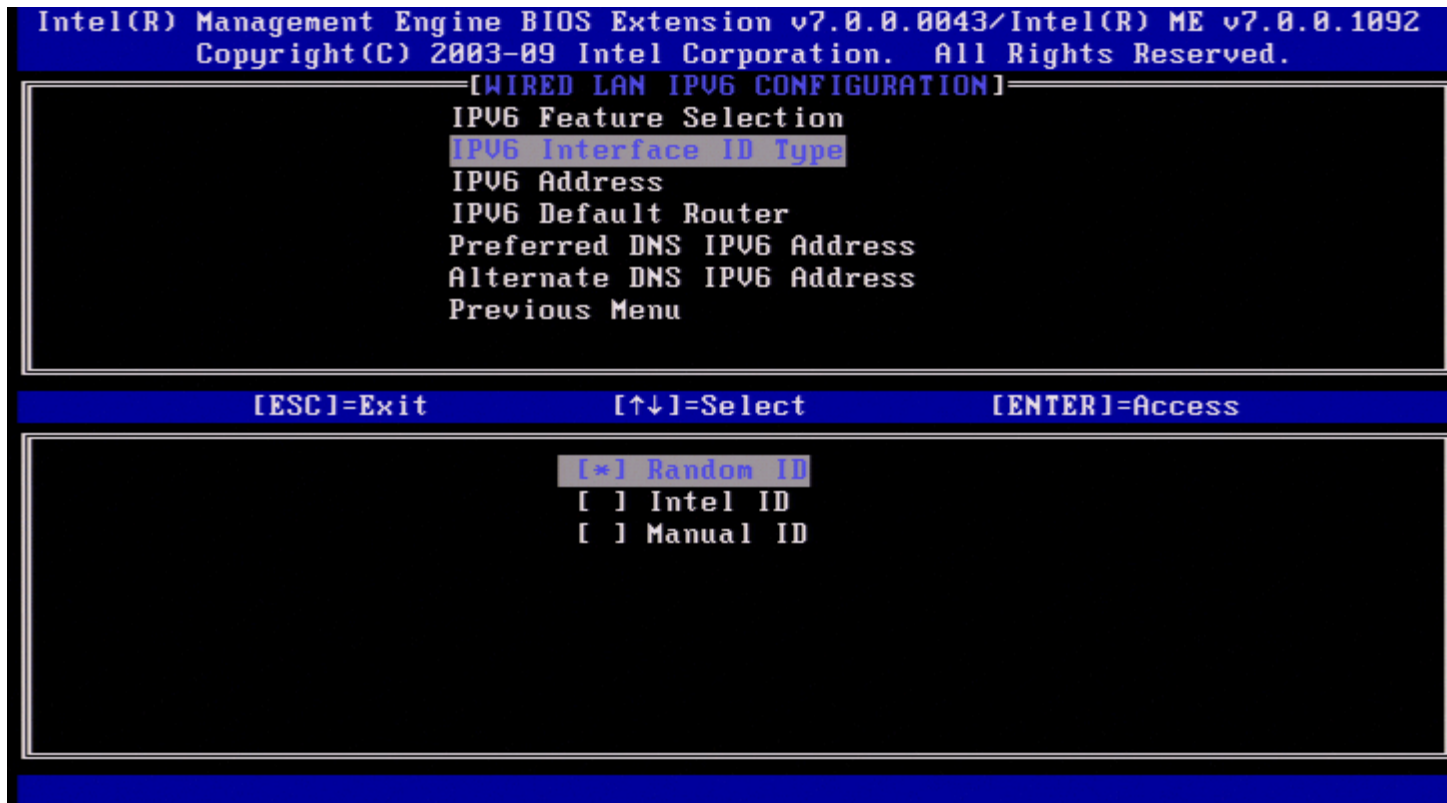 Intel(R) Management Engine BIOS Extension v7.0.0.0043/Intel(R) ME v7.0.0.1092
Copyright(C) 2003-09 Intel Corporation.  All Rights Reserved.
[WIRED LAN IPV6 CONFIGURATION]
IPV6 Feature Selection
IPV6 Interface ID Type
IPV6 Address
IPV6 Default Router
Preferred DNS IPV6 Address
Alternate DNS IPV6 Address
Previous Menu
[ESC]=Exit [↑↓]=Select [ENTER]=Access
[*] Random ID
[ ] Intel ID
[ ] Manual ID